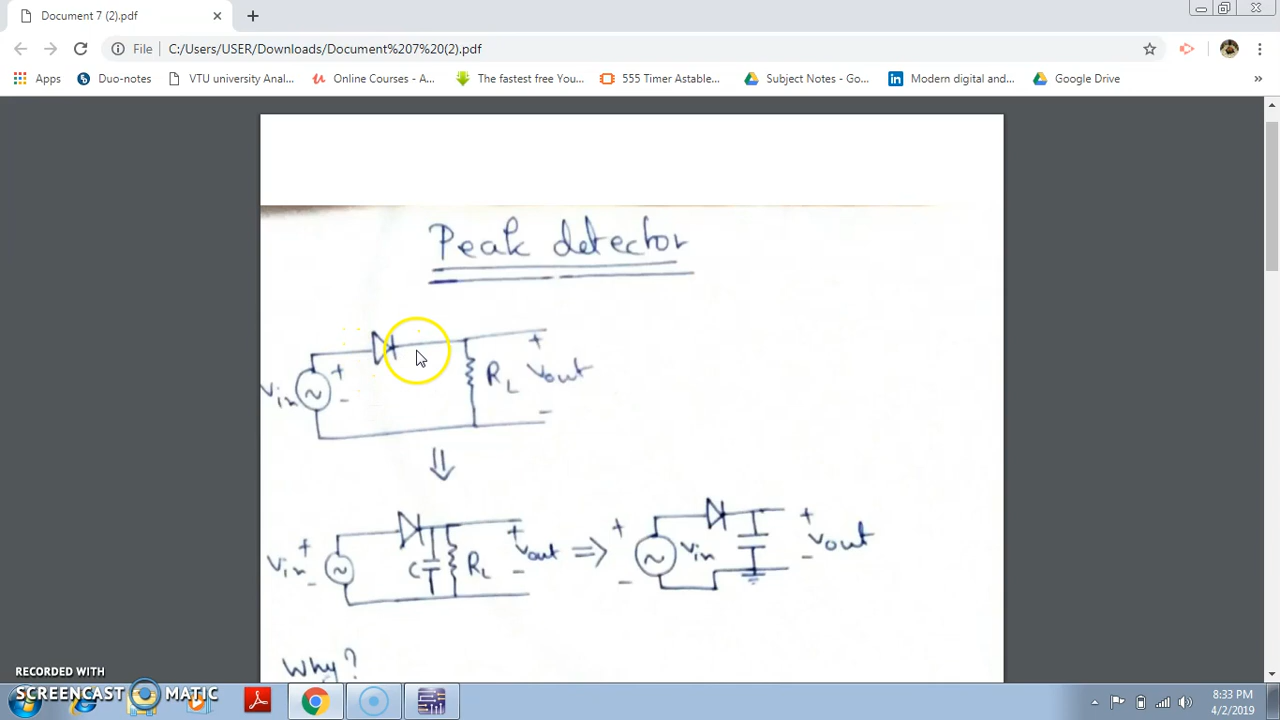 Document 7 (2).pdf
File C:/Users/USER/Downloads/Document%207%20(2).pdf
Apps Duo-notes VTU university Anal... Online Courses - A... The fastest free You... 555 Timer Astable... Subject Notes - Go... Modern digital and... Google Drive »
Peak detector
+ +
Vin - RL Vout
-
⇓
+ + + +
Vin - C RL Vout - ⇒ - Vin Vout -
Why?
RECORDED WITH
SCREENCAST MATIC
8:33 PM
4/2/2019